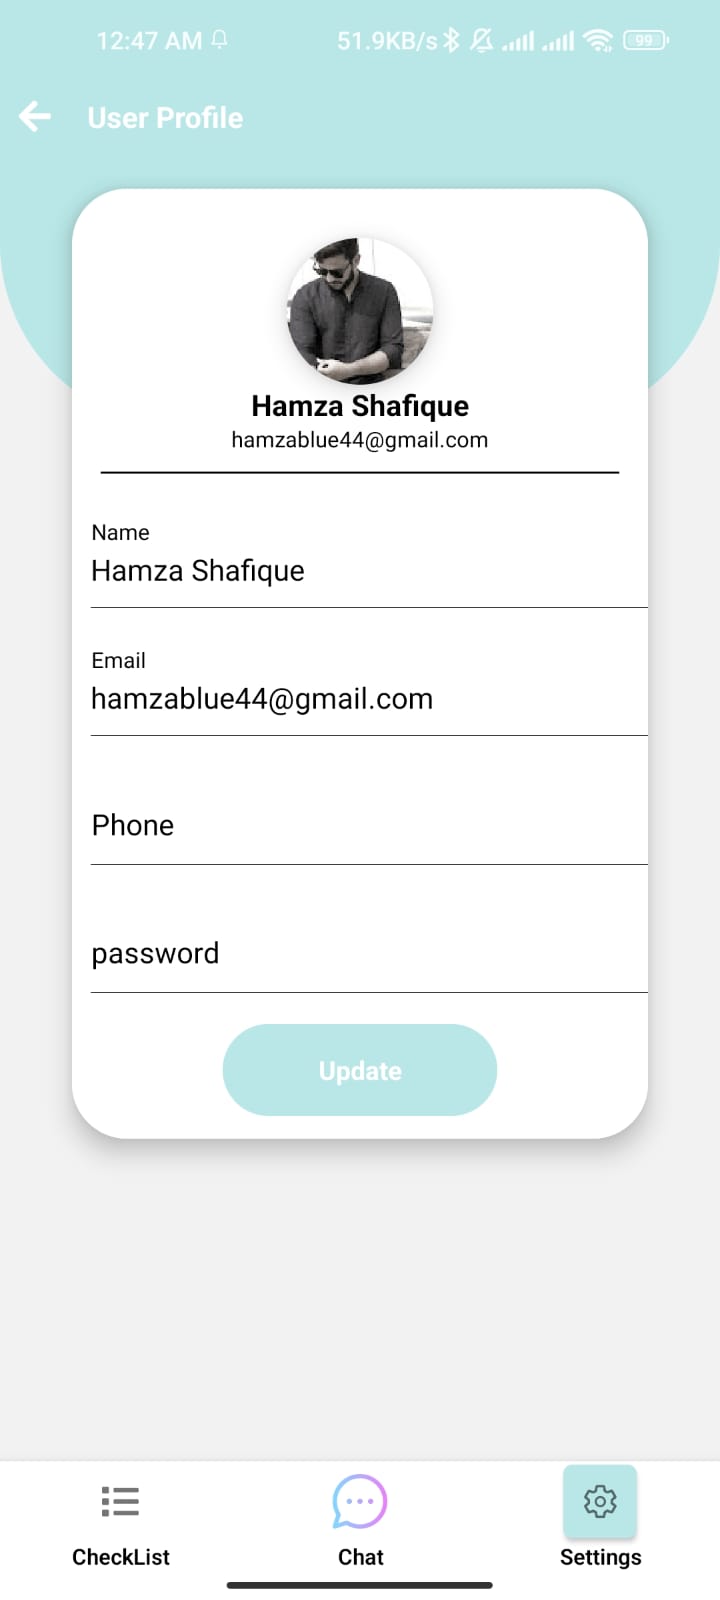 12:47 AM 51.9KB/s 99
User Profile
Hamza Shafique
hamzablue44@gmail.com
Name
Hamza Shafique
Email
hamzablue44@gmail.com
Phone
password
Update
CheckList Chat Settings